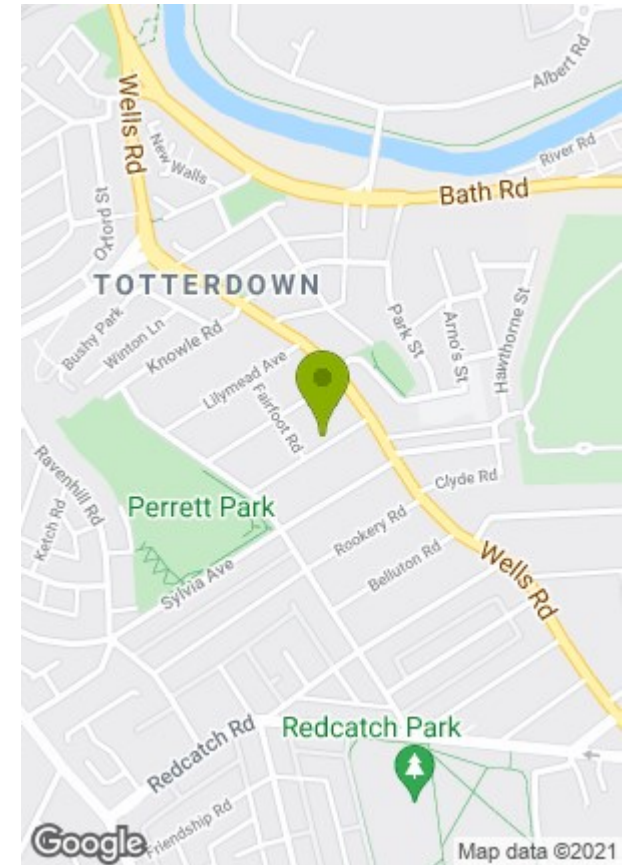 Albert Rd
Wells Rd
New Walls
River Rd
Bath Rd
Oxford St
TOTTERDOWN
Bushy Park
Winton Ln
Knowle Rd
Park St
Arno's St
Hawthorne St
Lilymead Ave
Fairfoot Rd
Ravenhill Rd
Ketch Rd
Perrett Park
Clyde Rd
Rookery Rd
Belluton Rd
Sylvia Ave
Wells Rd
Redcatch Rd
Redcatch Park
Friendship Rd
Google
Map data ©2021